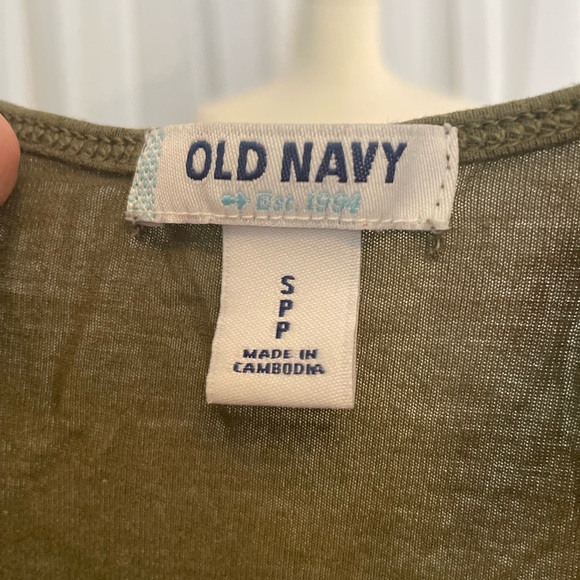 OLD NAVY
Est. 1994
S
P
P
MADE IN
CAMBODIA